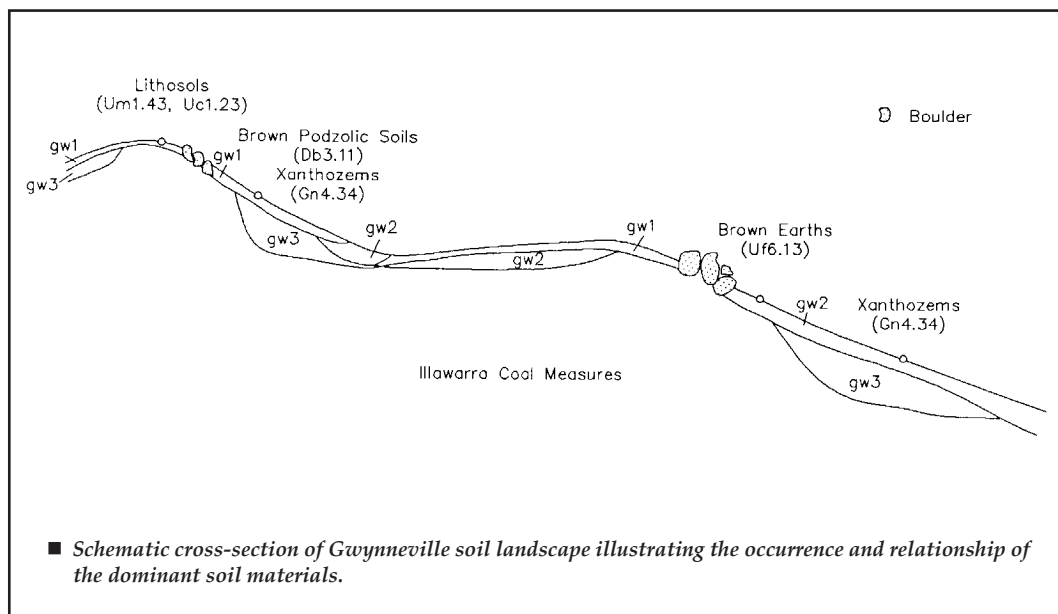 Lithosols
(Um1.43, Uc1.23)
Boulder
gw1
gw3
Brown Podzolic Soils
(Db3.11)
gw1
Xanthozems
(Gn4.34)
gw3
gw2
gw2
gw1
Brown Earths
(Uf6.13)
gw2
Xanthozems
(Gn4.34)
gw3
Illawarra Coal Measures
■ Schematic cross-section of Gwynneville soil landscape illustrating the occurrence and relationship of
the dominant soil materials.